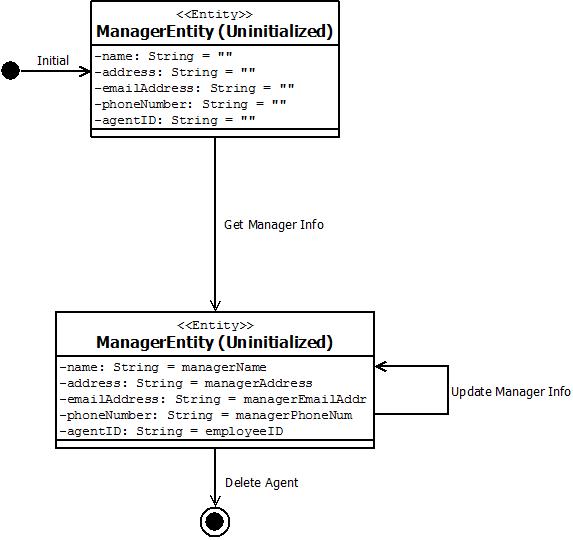 Initial
<<Entity>>
ManagerEntity (Uninitialized)
-name: String = ""
-address: String = ""
-emailAddress: String = ""
-phoneNumber: String = ""
-agentID: String = ""
Get Manager Info
<<Entity>>
ManagerEntity (Uninitialized)
-name: String = managerName
-address: String = managerAddress
-emailAddress: String = managerEmailAddr
-phoneNumber: String = managerPhoneNum
-agentID: String = employeeID
Update Manager Info
Delete Agent